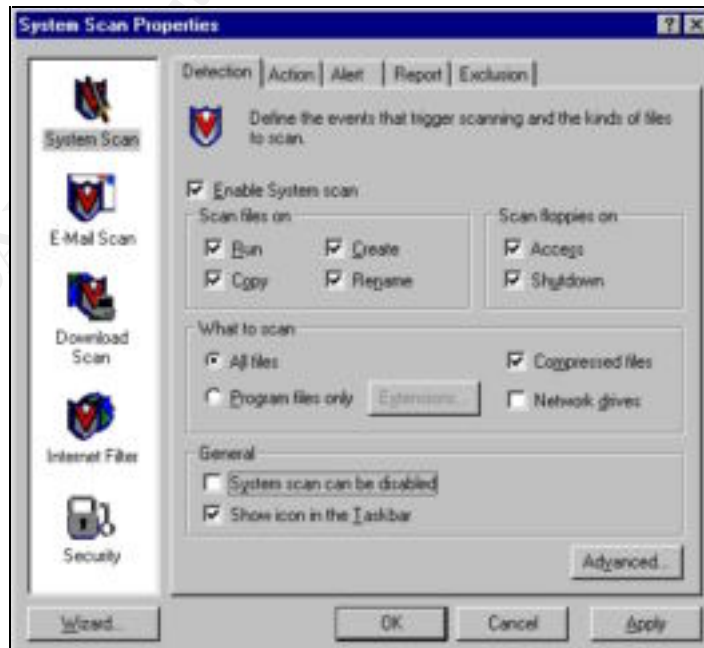 System Scan Properties
Detection Action Alert Report Exclusion
Define the events that trigger scanning and the kinds of files
to scan.
Enable System scan
Scan files on
Run Create
Copy Rename
Scan floppies on
Access
Shutdown
What to scan
All files
Compressed files
Program files only
Extensions...
Network drives
General
System scan can be disabled
Show icon in the Taskbar
Advanced...
System Scan
E-Mail Scan
Download
Scan
Internet Filter
Security
Wizard... OK Cancel Apply